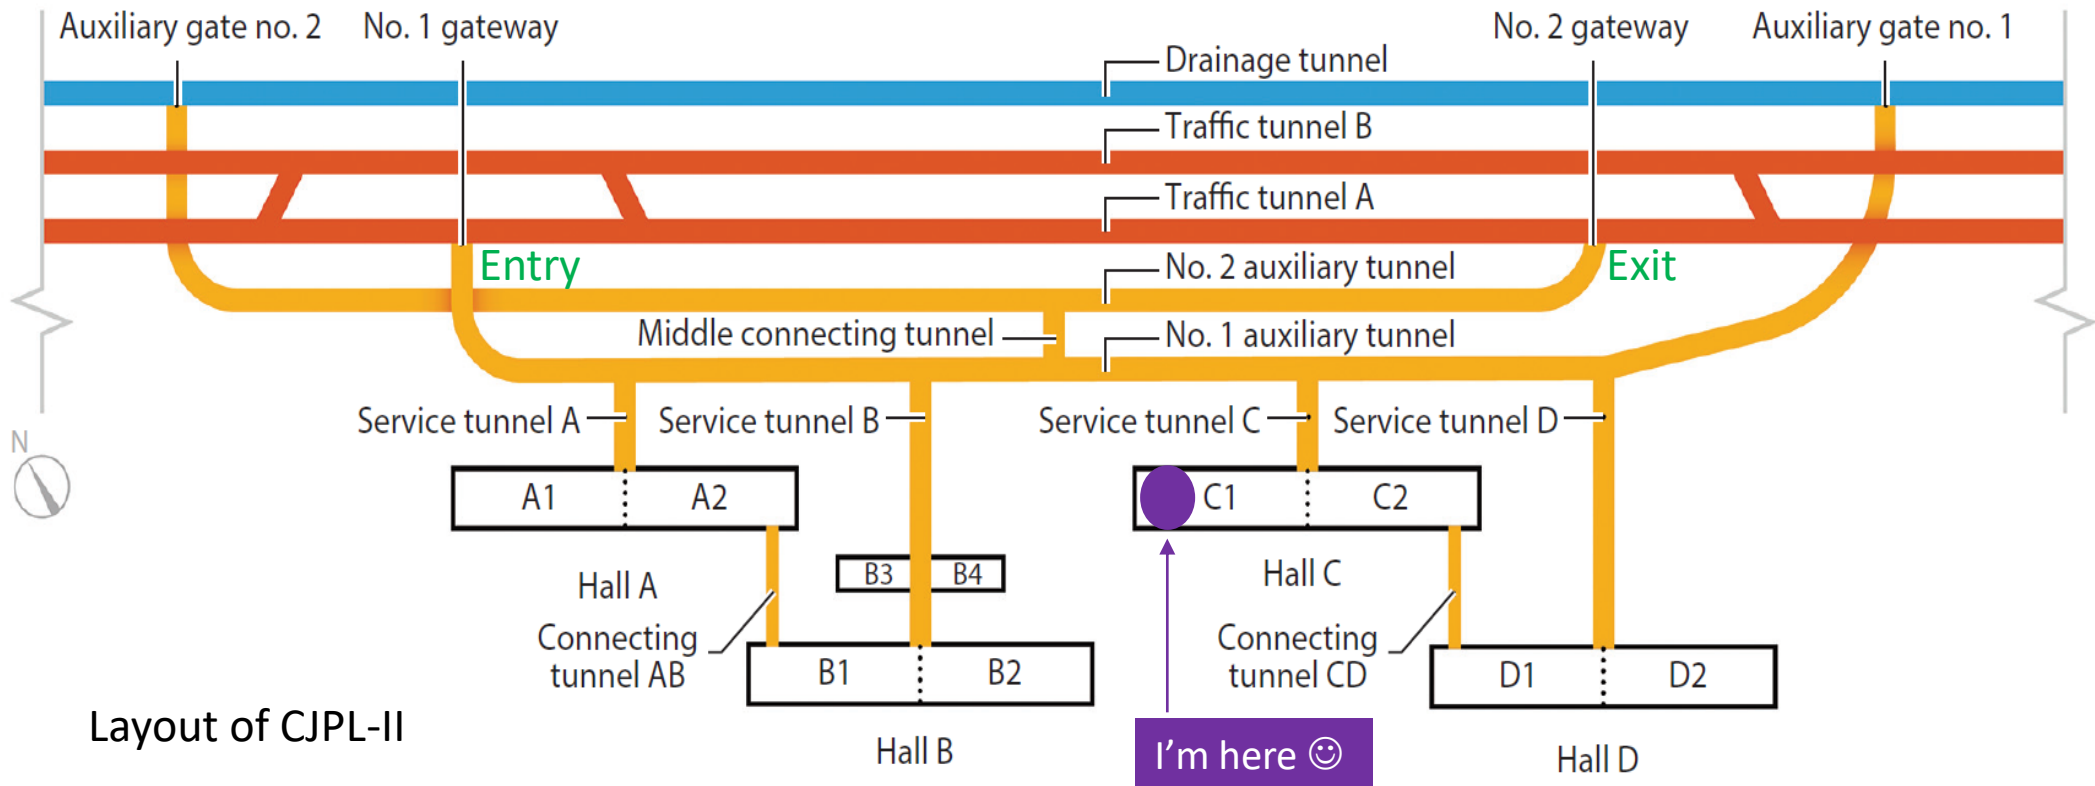 Auxiliary gate no. 2
No. 1 gateway
No. 2 gateway
Auxiliary gate no. 1
Drainage tunnel
Traffic tunnel B
Traffic tunnel A
Entry
No. 2 auxiliary tunnel
Exit
Middle connecting tunnel
No. 1 auxiliary tunnel
Service tunnel A
Service tunnel B
Service tunnel C
Service tunnel D
N
A1
A2
C1
C2
B3
B4
Hall A
Hall C
Connecting
tunnel AB
Connecting
tunnel CD
B1
B2
D1
D2
Layout of CJPL-II
Hall B
I'm here ☺
Hall D